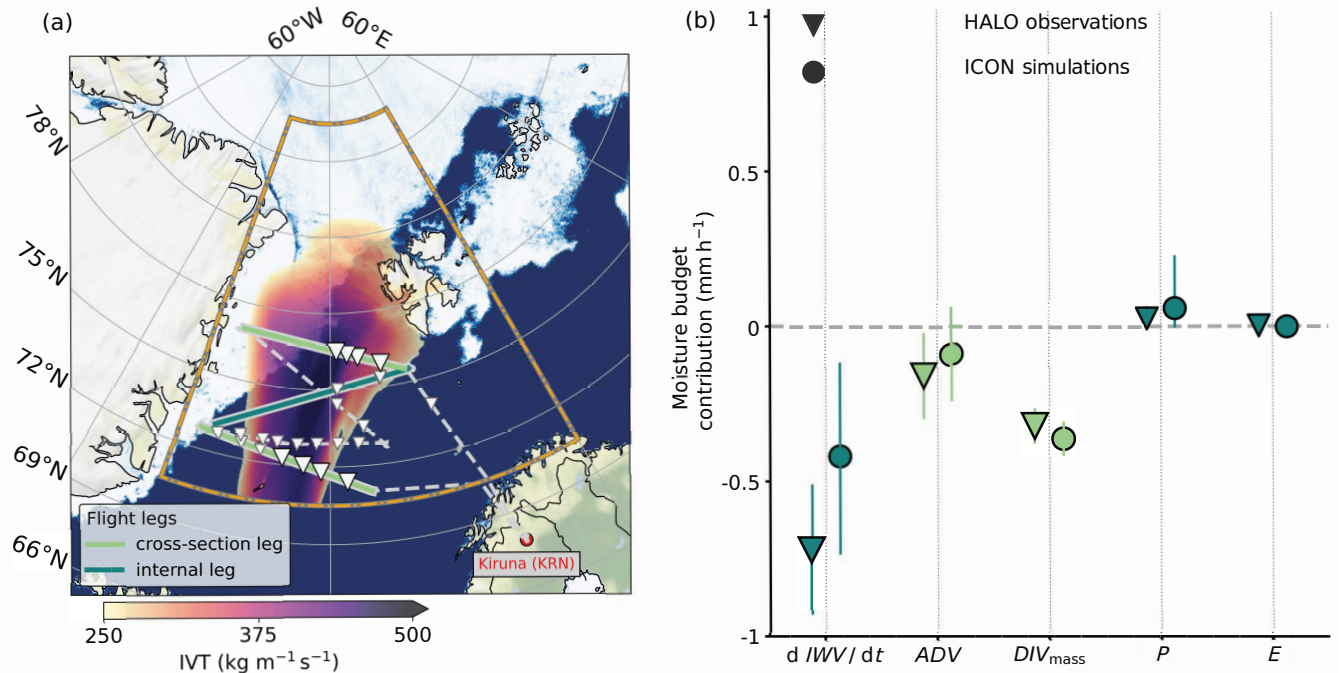 (a)
60°W 60°E
78°N
75°N
72°N
69°N
66°N
Flight legs
cross-section leg
internal leg
Kiruna (KRN)
250 375 500
IVT (kg m⁻¹ s⁻¹)
(b)
HALO observations
ICON simulations
Moisture budget
contribution (mm h⁻¹)
1
0.5
0
-0.5
-1
d IWV / dt ADV DIVmass P E